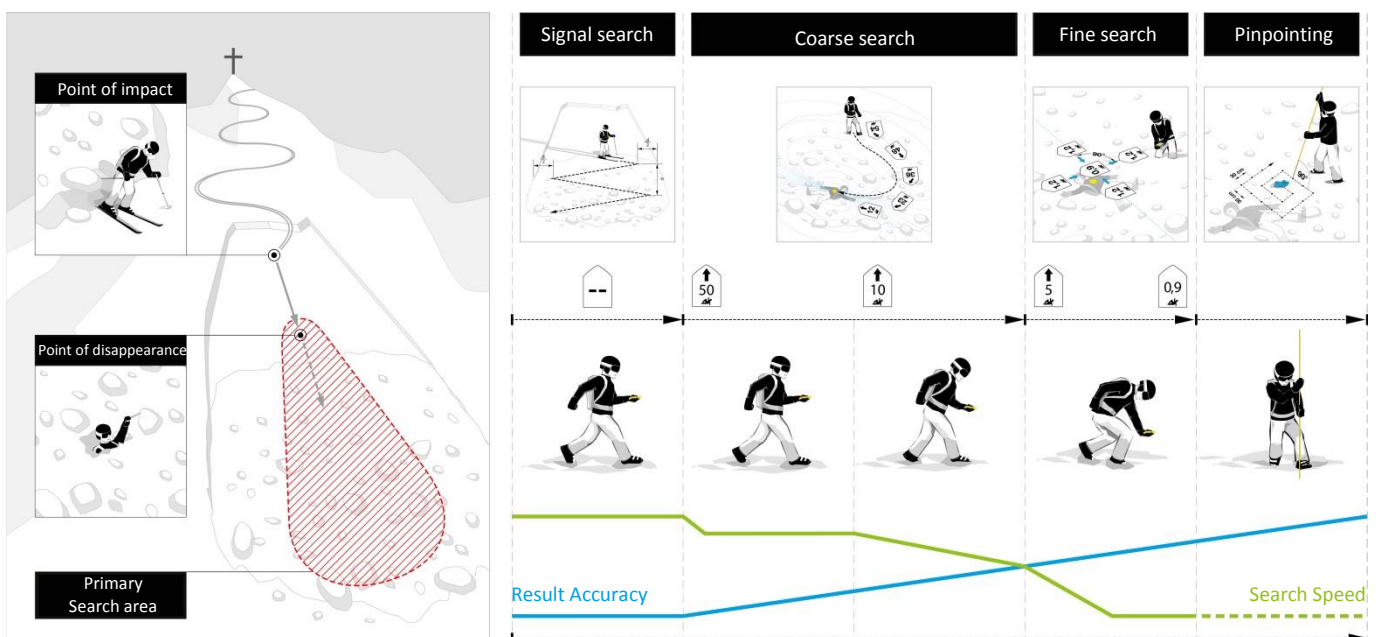 Point of impact
Point of disappearance
Primary
Search area
Signal search
Coarse search
Fine search
Pinpointing
--
50
10
5
0,9
Result Accuracy
Search Speed